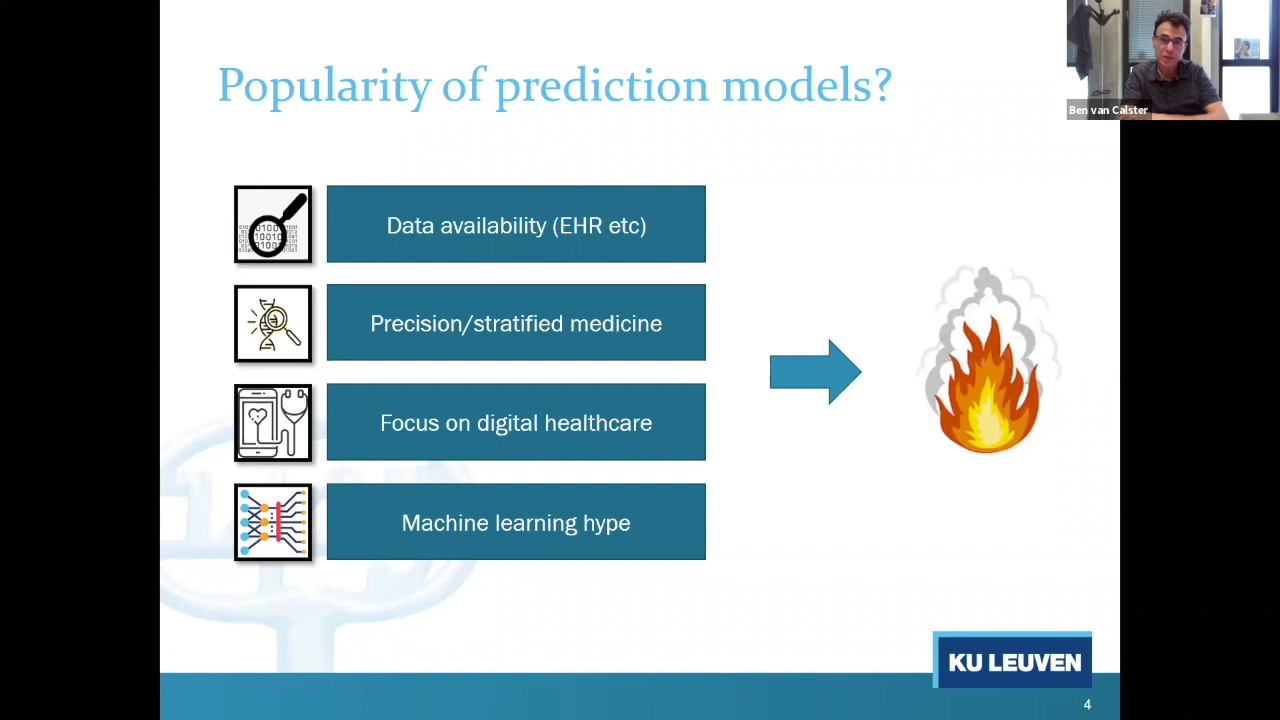 Popularity of prediction models?
Ben van Calster
Data availability (EHR etc)
Precision/stratified medicine
Focus on digital healthcare
Machine learning hype
KU LEUVEN
4